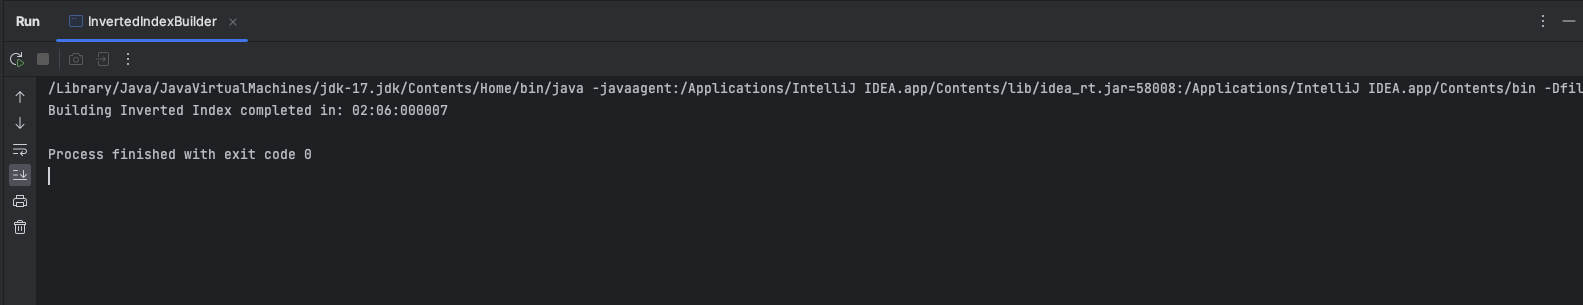 Run InvertedIndexBuilder
/Library/Java/JavaVirtualMachines/jdk-17.jdk/Contents/Home/bin/java -javaagent:/Applications/IntelliJ IDEA.app/Contents/lib/idea_rt.jar=58008:/Applications/IntelliJ IDEA.app/Contents/bin -Dfil
Building Inverted Index completed in: 02:06:000007
Process finished with exit code 0